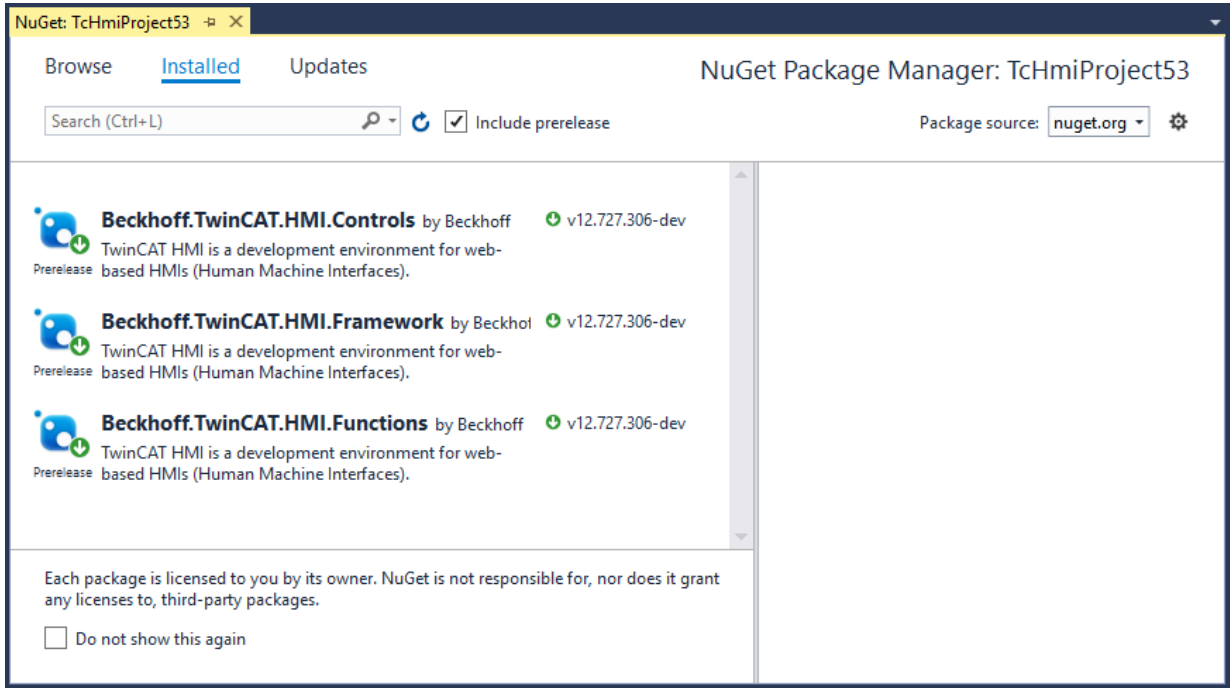 NuGet: TcHmiProject53
Browse Installed Updates
NuGet Package Manager: TcHmiProject53
Search (Ctrl+L)
Include prerelease
Package source: nuget.org
Beckhoff.TwinCAT.HMI.Controls by Beckhoff v12.727.306-dev
TwinCAT HMI is a development environment for web-
Prerelease based HMIs (Human Machine Interfaces).
Beckhoff.TwinCAT.HMI.Framework by Beckhof v12.727.306-dev
TwinCAT HMI is a development environment for web-
Prerelease based HMIs (Human Machine Interfaces).
Beckhoff.TwinCAT.HMI.Functions by Beckhoff v12.727.306-dev
TwinCAT HMI is a development environment for web-
Prerelease based HMIs (Human Machine Interfaces).
Each package is licensed to you by its owner. NuGet is not responsible for, nor does it grant
any licenses to, third-party packages.
Do not show this again